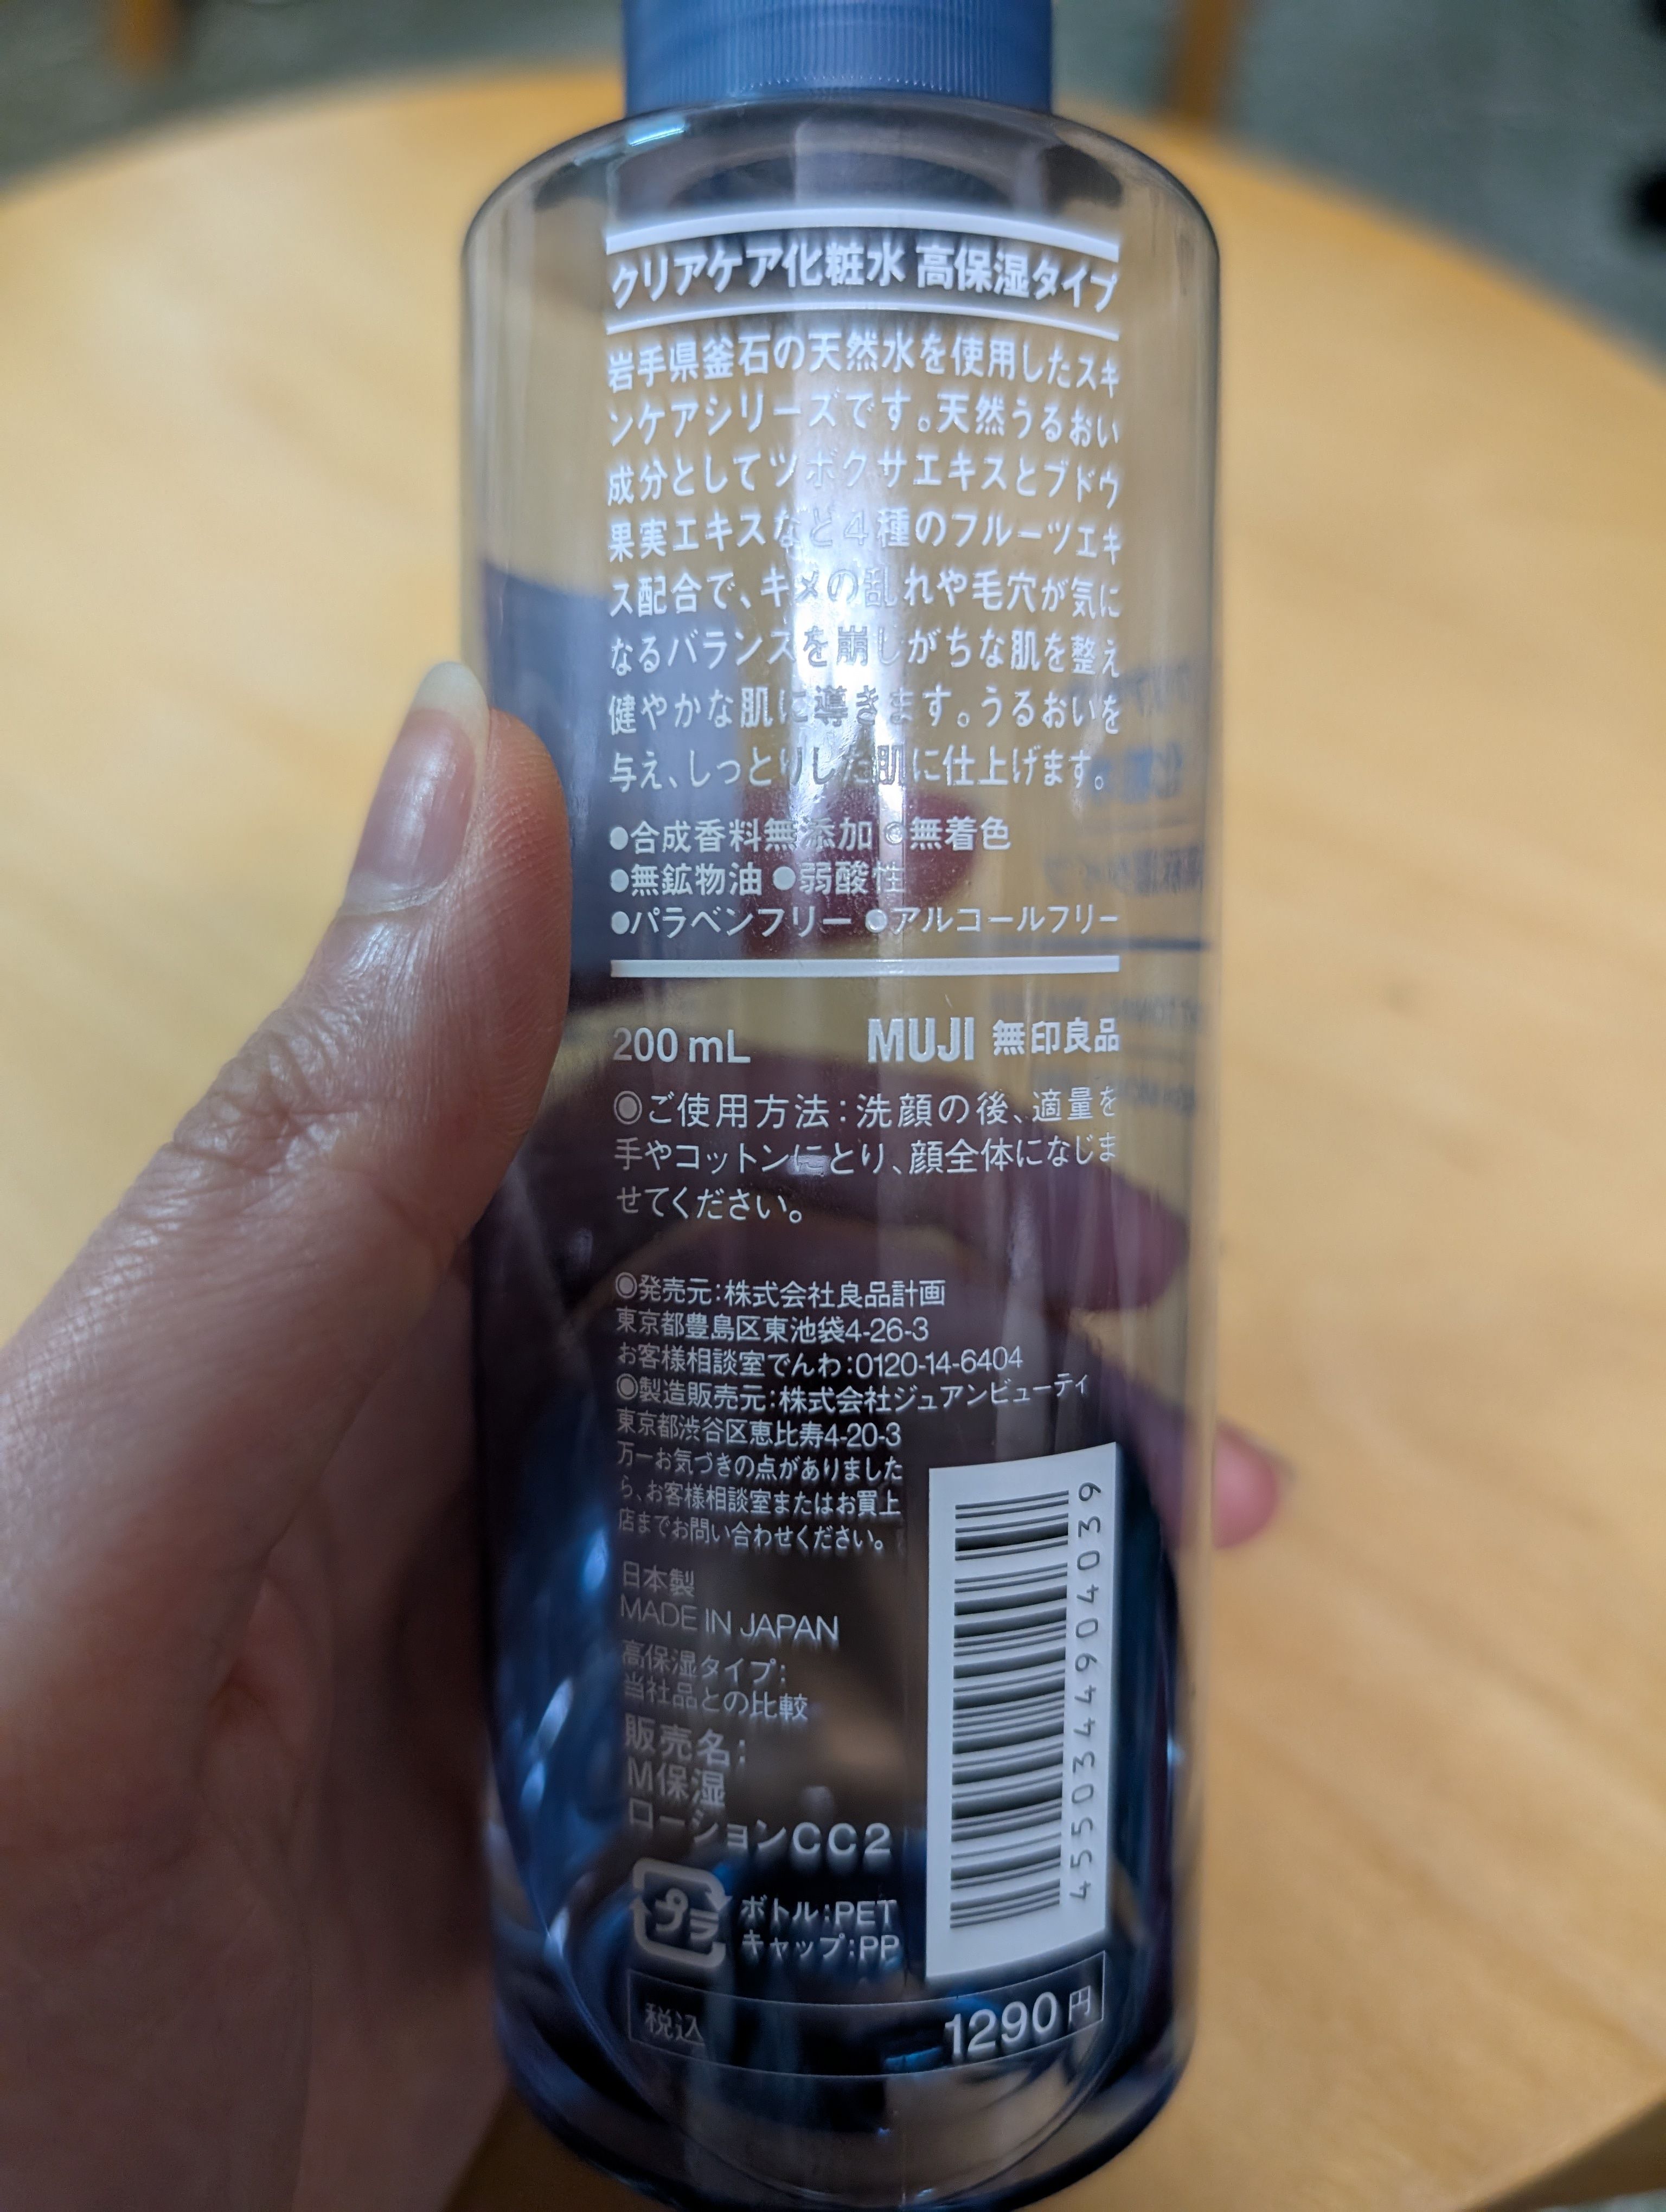 クリアケア化粧水 高保湿タイプ
岩手県釜石の天然水を使用したスキ
ンケアシリーズです。天然うるおい
成分としてツボクサエキスとブドウ
果実エキスなど4種のフルーツエキ
ス配合で、キメの乱れや毛穴が気に
なるバランスを崩しがちな肌を整え
健やかな肌に導きます。うるおいを
与え、しっとりした肌に仕上げます。
●合成香料無添加 ●無着色
●無鉱物油 ●弱酸性
●パラベンフリー ●アルコールフリー
200 mL MUJI 無印良品
◉ご使用方法：洗顔の後、適量を
手やコットンにとり、顔全体になじま
せてください。
◉発売元：株式会社良品計画
東京都豊島区東池袋4-26-3
お客様相談室でんわ：0120-14-6404
◉製造販売元：株式会社ジュアンビューティ
東京都渋谷区恵比寿4-20-3
万一お気づきの点がありました
ら、お客様相談室またはお買上
店までお問い合わせください。
日本製
MADE IN JAPAN
高保湿タイプ：
当社品との比較
販売名：
M保湿
ローションCC2
プラ
ボトル：PET
キャップ：PP
4550344904039
税込 1290円